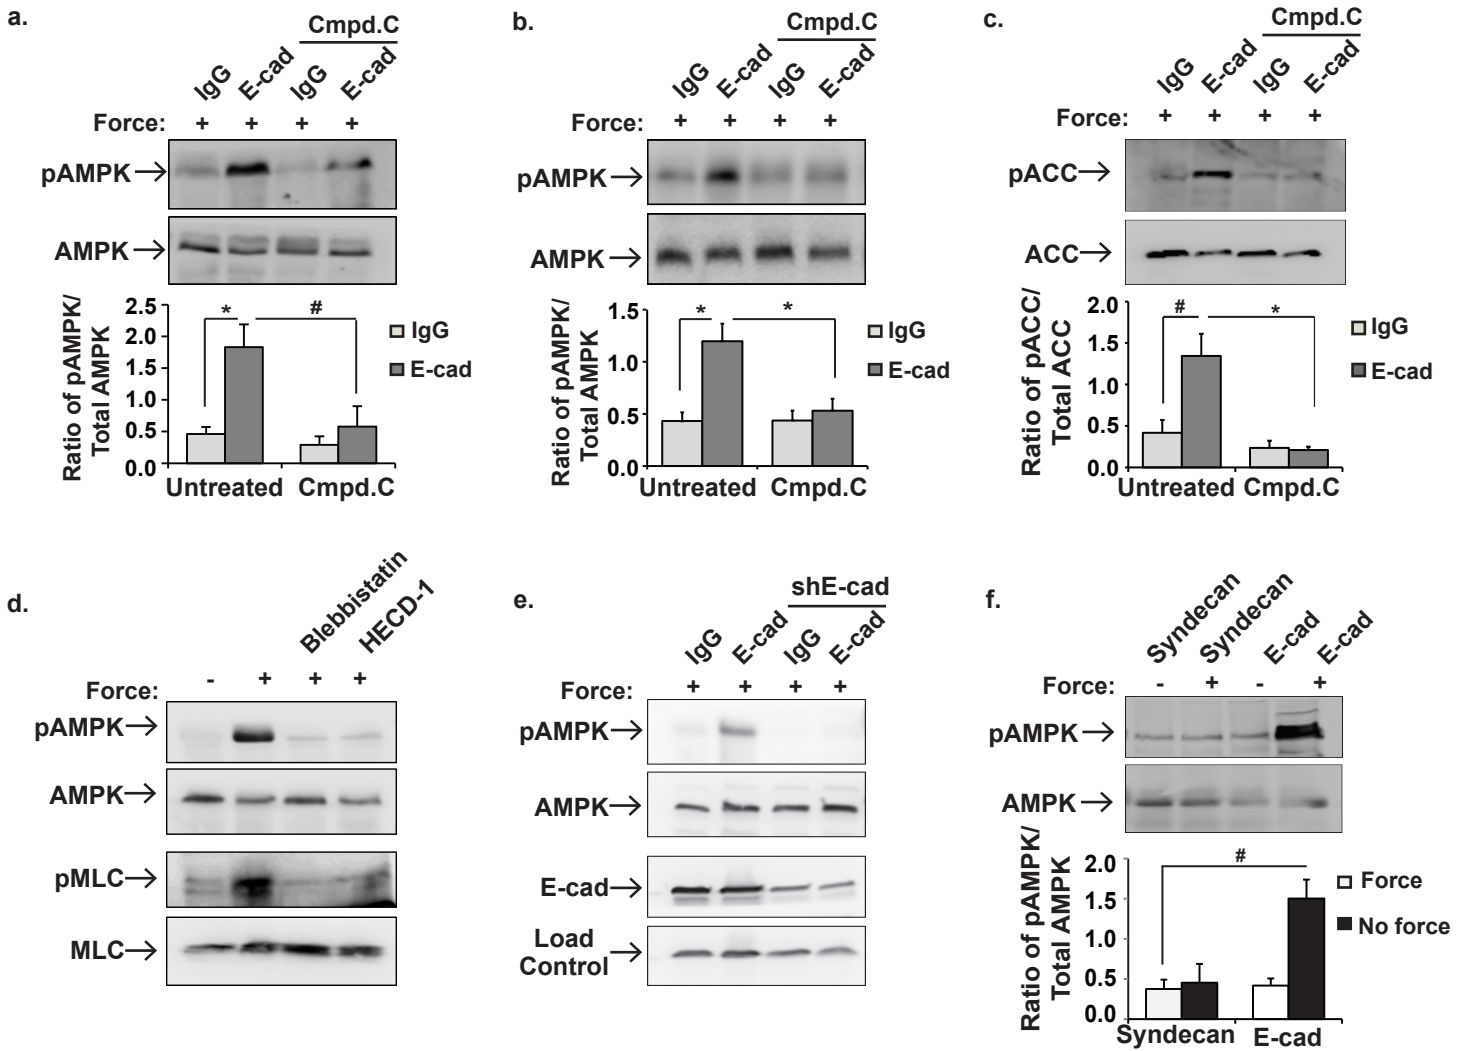 a.
Cmpd.C
IgG E-cad IgG E-cad
Force: + + + +
pAMPK
AMPK
Ratio of pAMPK/
Total AMPK
2.5
2.0
1.5
1.0
0.5
0.0
* #
IgG
E-cad
Untreated Cmpd.C
b.
Cmpd.C
IgG E-cad IgG E-cad
Force: + + + +
pAMPK
AMPK
Ratio of pAMPK/
Total AMPK
1.5
1.0
0.5
0.0
* *
IgG
E-cad
Untreated Cmpd.C
c.
Cmpd.C
IgG E-cad IgG E-cad
Force: + + + +
pACC
ACC
Ratio of pACC/
Total ACC
2.0
1.5
1.0
0.5
0.0
# *
IgG
E-cad
Untreated Cmpd.C
d.
Blebbistatin
HECD-1
Force: - + + +
pAMPK
AMPK
pMLC
MLC
e.
shE-cad
IgG E-cad IgG E-cad
Force: + + + +
pAMPK
AMPK
E-cad
Load
Control
f.
Syndecan Syndecan E-cad E-cad
Force: - + - +
pAMPK
AMPK
Ratio of pAMPK/
Total AMPK
2.0
1.5
1.0
0.5
0.0
#
Force
No force
Syndecan E-cad